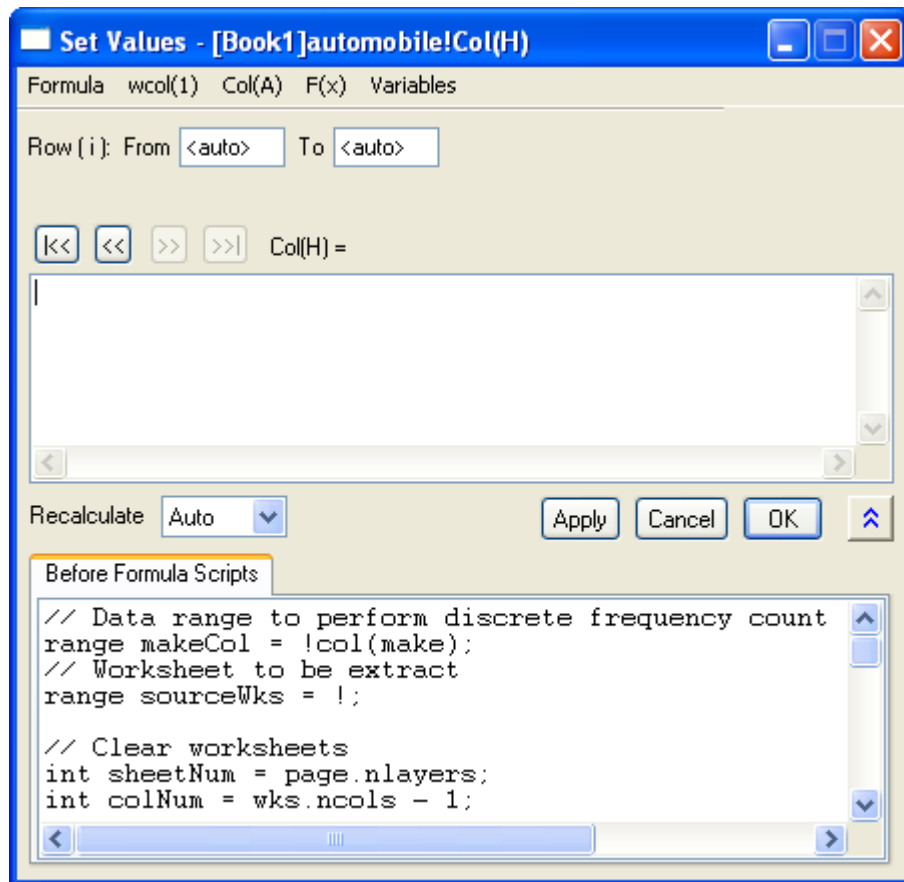 Set Values - [Book1]automobile!Col(H)
Formula wcol(1) Col(A) F(x) Variables
Row ( i ): From <auto> To <auto>
|<< << >> >>| Col(H) =
Recalculate Auto Apply Cancel OK
Before Formula Scripts
// Data range to perform discrete frequency count
range makeCol = !col(make);
// Worksheet to be extract
range sourceWks = !;
// Clear worksheets
int sheetNum = page.nlayers;
int colNum = wks.ncols - 1;